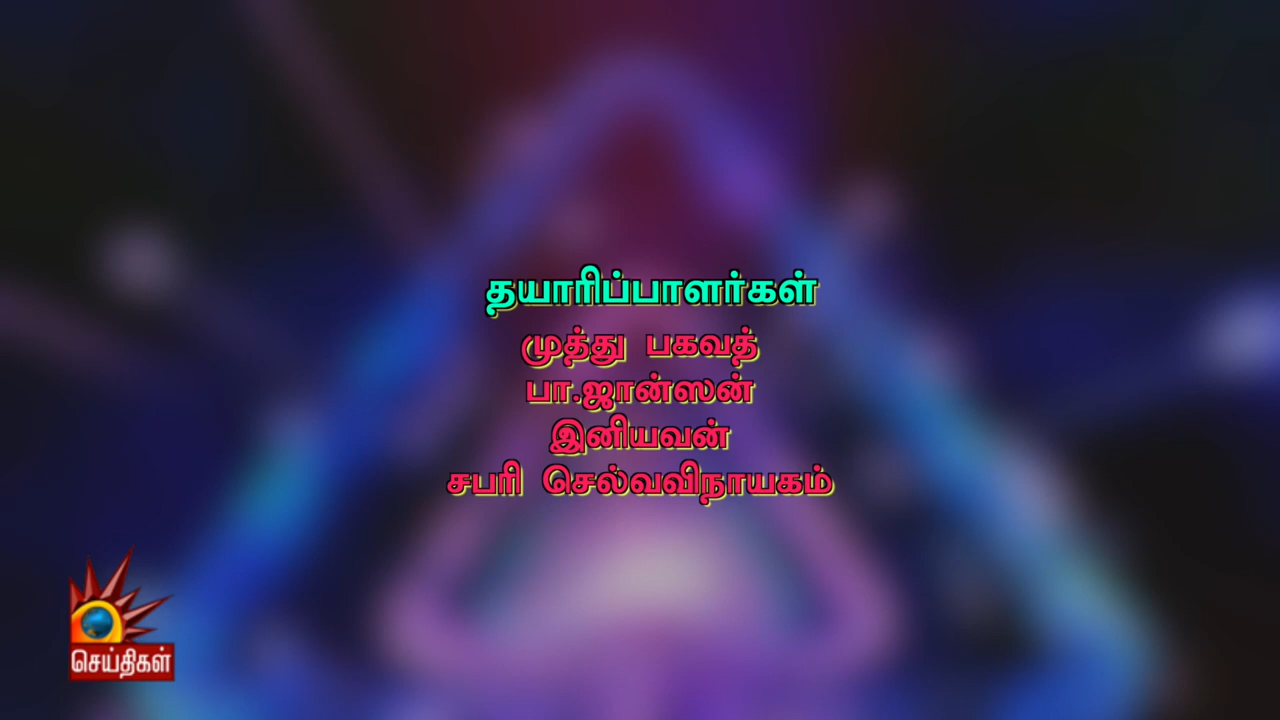 தயாரிப்பாளர்கள்
முத்து பகவத்
பா.ஜான்ஸன்
இனியவன்
சபரி செல்வவிநாயகம்
செய்திகள்